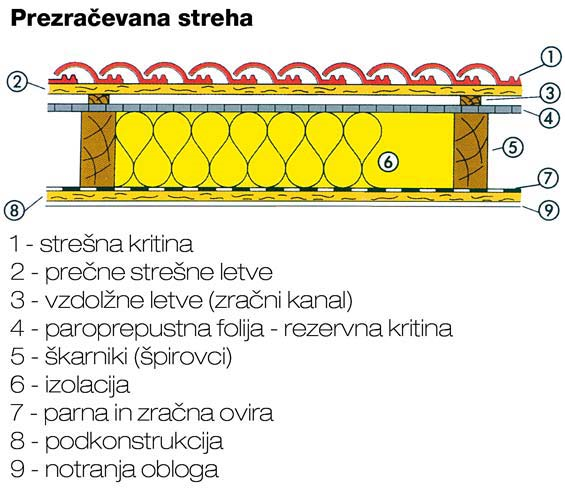 Prezračevana streha
1
2
3
4
5
6
7
8
9
1 - strešna kritina
2 - prečne strešne letve
3 - vzdolžne letve (zračni kanal)
4 - paroprepustna folija - rezervna kritina
5 - škarniki (špirovci)
6 - izolacija
7 - parna in zračna ovira
8 - podkonstrukcija
9 - notranja obloga